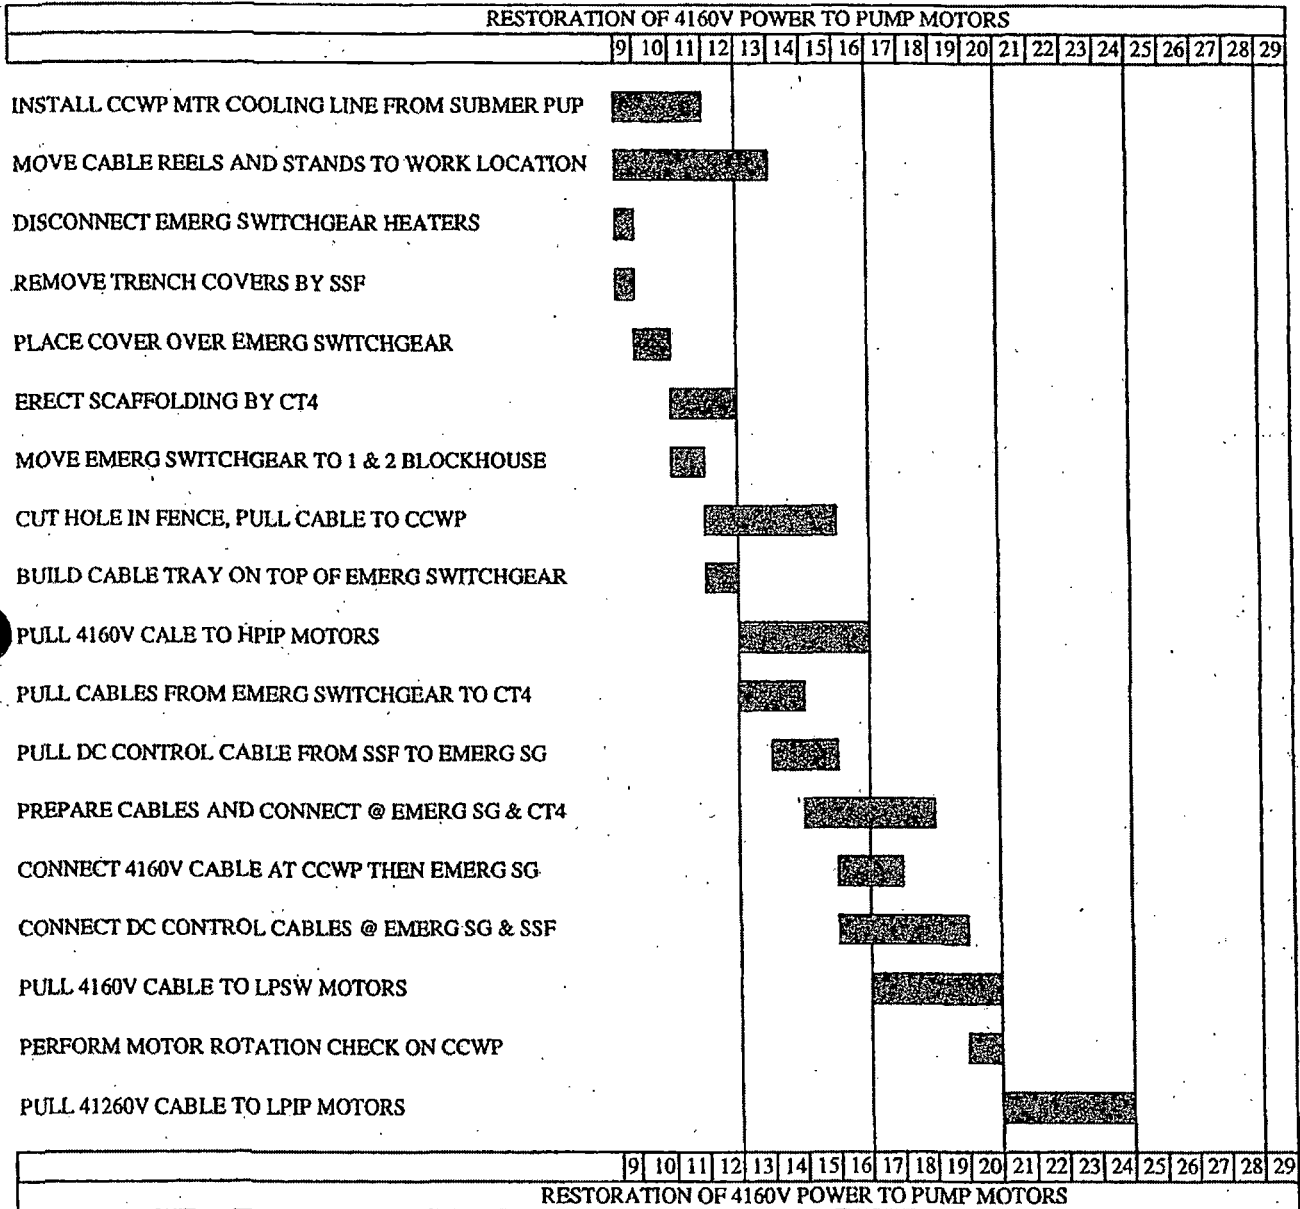 RESTORATION OF 4160V POWER TO PUMP MOTORS
9 10 11 12 13 14 15 16 17 18 19 20 21 22 23 24 25 26 27 28 29
INSTALL CCWP MTR COOLING LINE FROM SUBMER PUP
MOVE CABLE REELS AND STANDS TO WORK LOCATION
DISCONNECT EMERG SWITCHGEAR HEATERS
REMOVE TRENCH COVERS BY SSF
PLACE COVER OVER EMERG SWITCHGEAR
ERECT SCAFFOLDING BY CT4
MOVE EMERG SWITCHGEAR TO 1 & 2 BLOCKHOUSE
CUT HOLE IN FENCE, PULL CABLE TO CCWP
BUILD CABLE TRAY ON TOP OF EMERG SWITCHGEAR
PULL 4160V CALE TO HPIP MOTORS
PULL CABLES FROM EMERG SWITCHGEAR TO CT4
PULL DC CONTROL CABLE FROM SSF TO EMERG SG
PREPARE CABLES AND CONNECT @ EMERG SG & CT4
CONNECT 4160V CABLE AT CCWP THEN EMERG SG
CONNECT DC CONTROL CABLES @ EMERG SG & SSF
PULL 4160V CABLE TO LPSW MOTORS
PERFORM MOTOR ROTATION CHECK ON CCWP
PULL 41260V CABLE TO LPIP MOTORS
9 10 11 12 13 14 15 16 17 18 19 20 21 22 23 24 25 26 27 28 29
RESTORATION OF 4160V POWER TO PUMP MOTORS